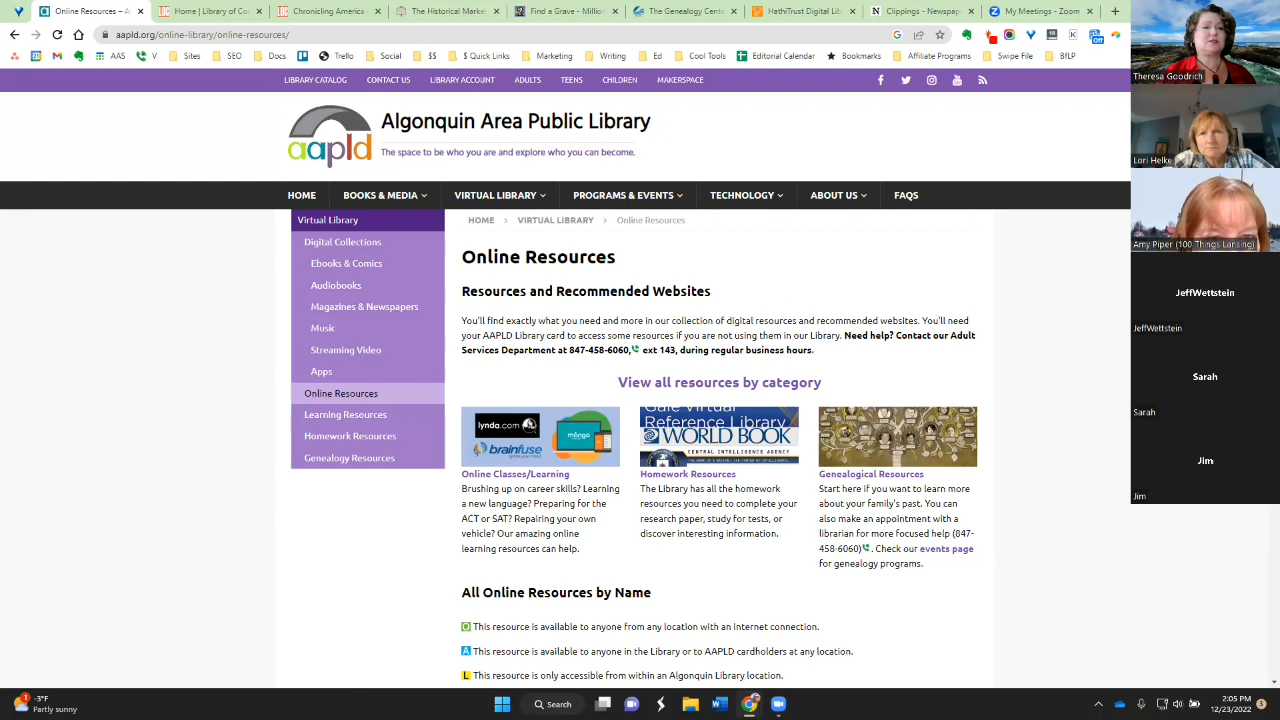 Online Resources – A
Home | Library of Co
Chronicling America
The Historical Marke
Find a Grave - Million
The Genealogy Cente
HathiTrust Digital Lib
Clippings - Newspape
My Meetings - Zoom
aapld.org/online-library/online-resources/
AAS
V
Sites
SEO
Docs
Trello
Social
$$
$ Quick Links
Marketing
Writing
Ed
Cool Tools
Editorial Calendar
Bookmarks
Affiliate Programs
Swipe File
BfLP
Off
LIBRARY CATALOG CONTACT US LIBRARY ACCOUNT ADULTS TEENS CHILDREN MAKERSPACE
aapld
Algonquin Area Public Library
The space to be who you are and explore who you can become.
HOME BOOKS & MEDIA VIRTUAL LIBRARY PROGRAMS & EVENTS TECHNOLOGY ABOUT US FAQS
Virtual Library
Digital Collections
Ebooks & Comics
Audiobooks
Magazines & Newspapers
Music
Streaming Video
Apps
Online Resources
Learning Resources
Homework Resources
Genealogy Resources
HOME > VIRTUAL LIBRARY > Online Resources
Online Resources
Resources and Recommended Websites
You'll find exactly what you need and more in our collection of digital resources and recommended websites. You'll need
your AAPLD Library card to access some resources if you are not using them in our Library. Need help? Contact our Adult
Services Department at 847-458-6060, ext 143, during regular business hours.
View all resources by category
lynda.com
brainfuse
mango
Online Classes/Learning
Brushing up on career skills? Learning
a new language? Preparing for the
ACT or SAT? Repairing your own
vehicle? Our amazing online
learning resources can help.
Gale Virtual
Reference Library
WORLD BOOK
CENTRAL INTELLIGENCE AGENCY
Homework Resources
The Library has all the homework
resources you need to complete your
research paper, study for tests, or
discover interesting information.
Genealogical Resources
Start here if you want to learn more
about your family's past. You can
also make an appointment with a
librarian for more focused help (847-
458-6060). Check our events page
for genealogy programs.
All Online Resources by Name
O This resource is available to anyone from any location with an Internet connection.
A This resource is available to anyone in the Library or to AAPLD cardholders at any location.
L This resource is only accessible from within an Algonquin Library location.
Theresa Goodrich
Lori Helke
Amy Piper (100 Things Lansing)
JeffWettstein
JeffWettstein
Sarah
Sarah
Jim
Jim
1
-3°F
Partly sunny
Search
2:05 PM
12/23/2022
3